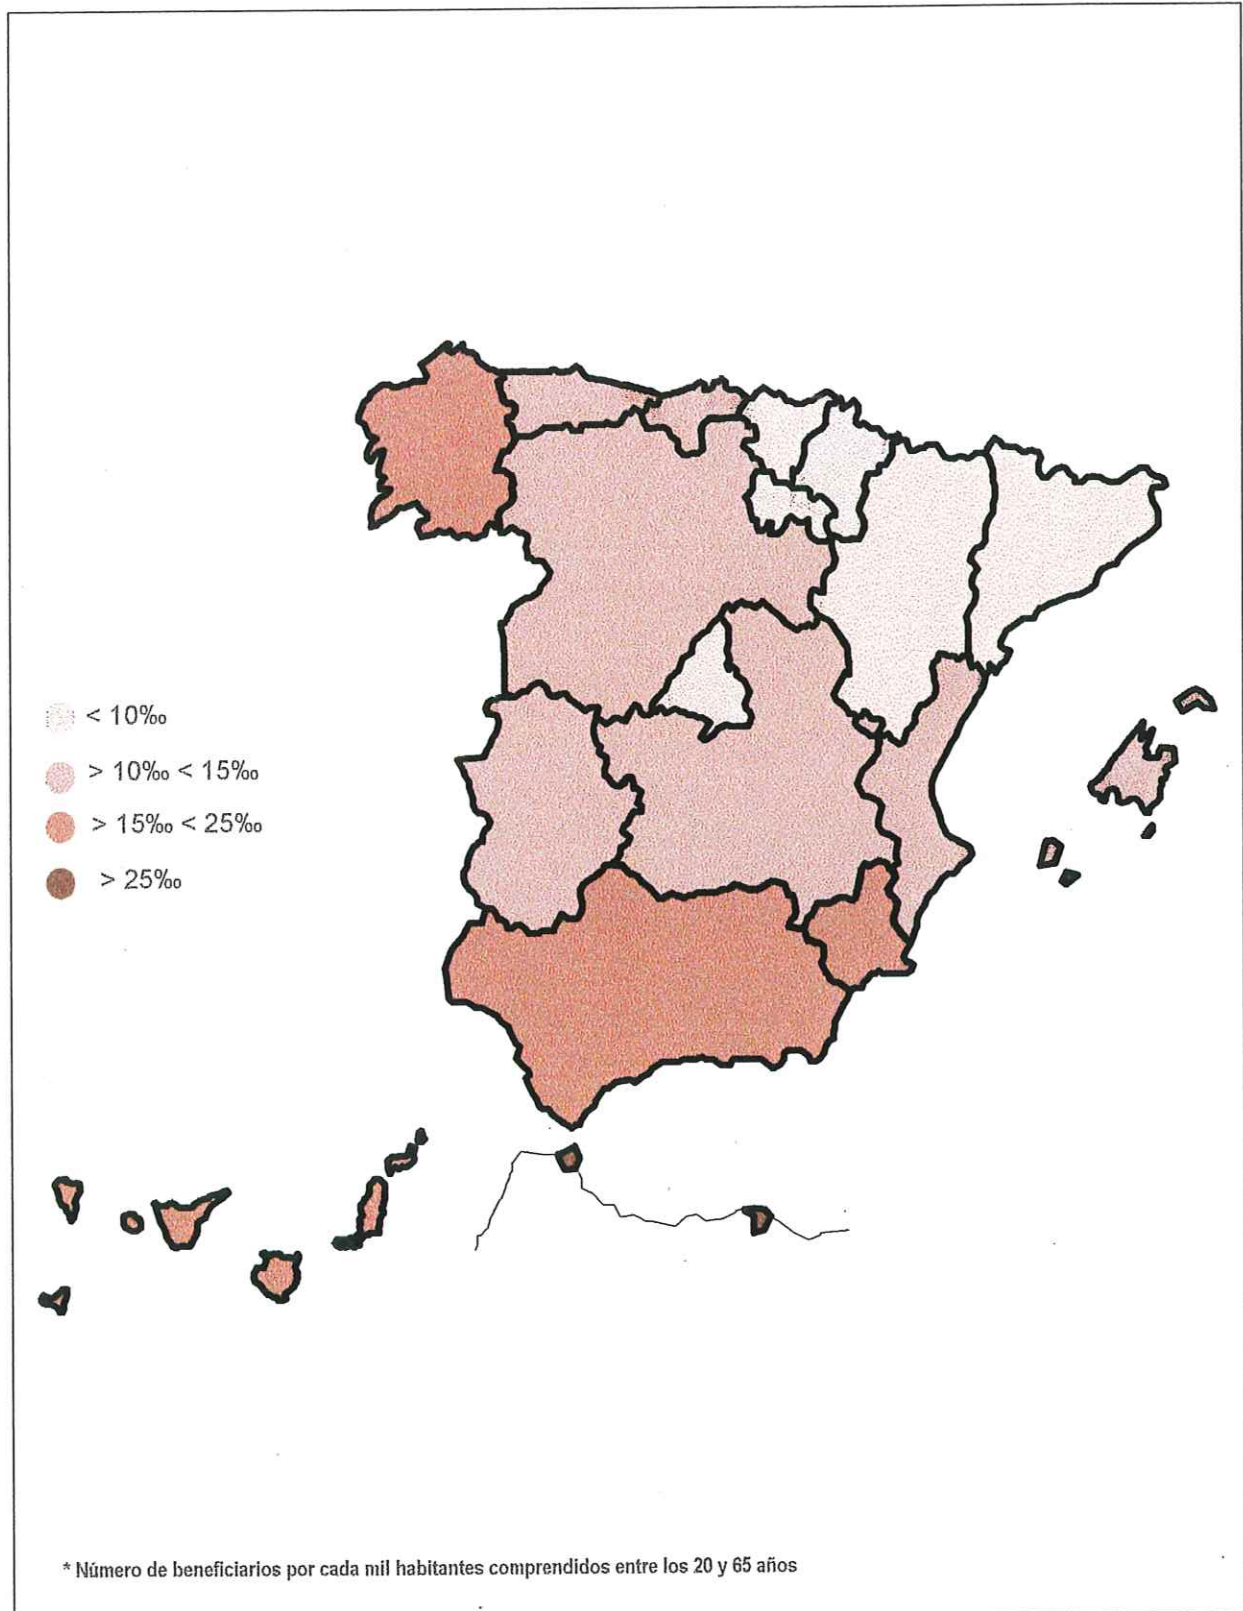 < 10‰
> 10‰ < 15‰
> 15‰ < 25‰
> 25‰
* Número de beneficiarios por cada mil habitantes comprendidos entre los 20 y 65 años